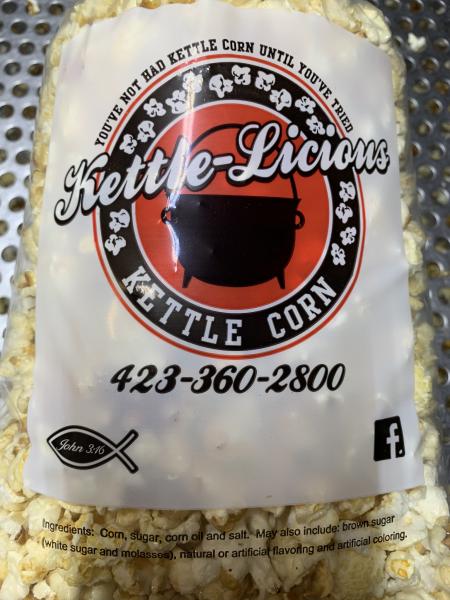 YOU'VE NOT HAD KETTLE CORN UNTIL YOU'VE TRIED
Kettle-Licious
KETTLE CORN
423-360-2800
John 3:16
f
Ingredients: Corn, sugar, corn oil and salt. May also include: brown sugar
(white sugar and molasses), natural or artificial flavoring and artificial coloring.